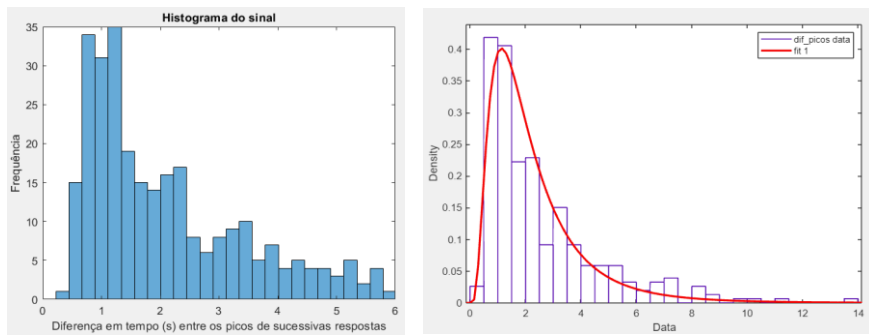 Histograma do sinal
35
30
25
20
15
10
5
0
Frequência
0 1 2 3 4 5 6
Diferença em tempo (s) entre os picos de sucessivas respostas
dif_picos data
fit 1
0.4
0.35
0.3
0.25
0.2
0.15
0.1
0.05
0
Density
0 2 4 6 8 10 12 14
Data